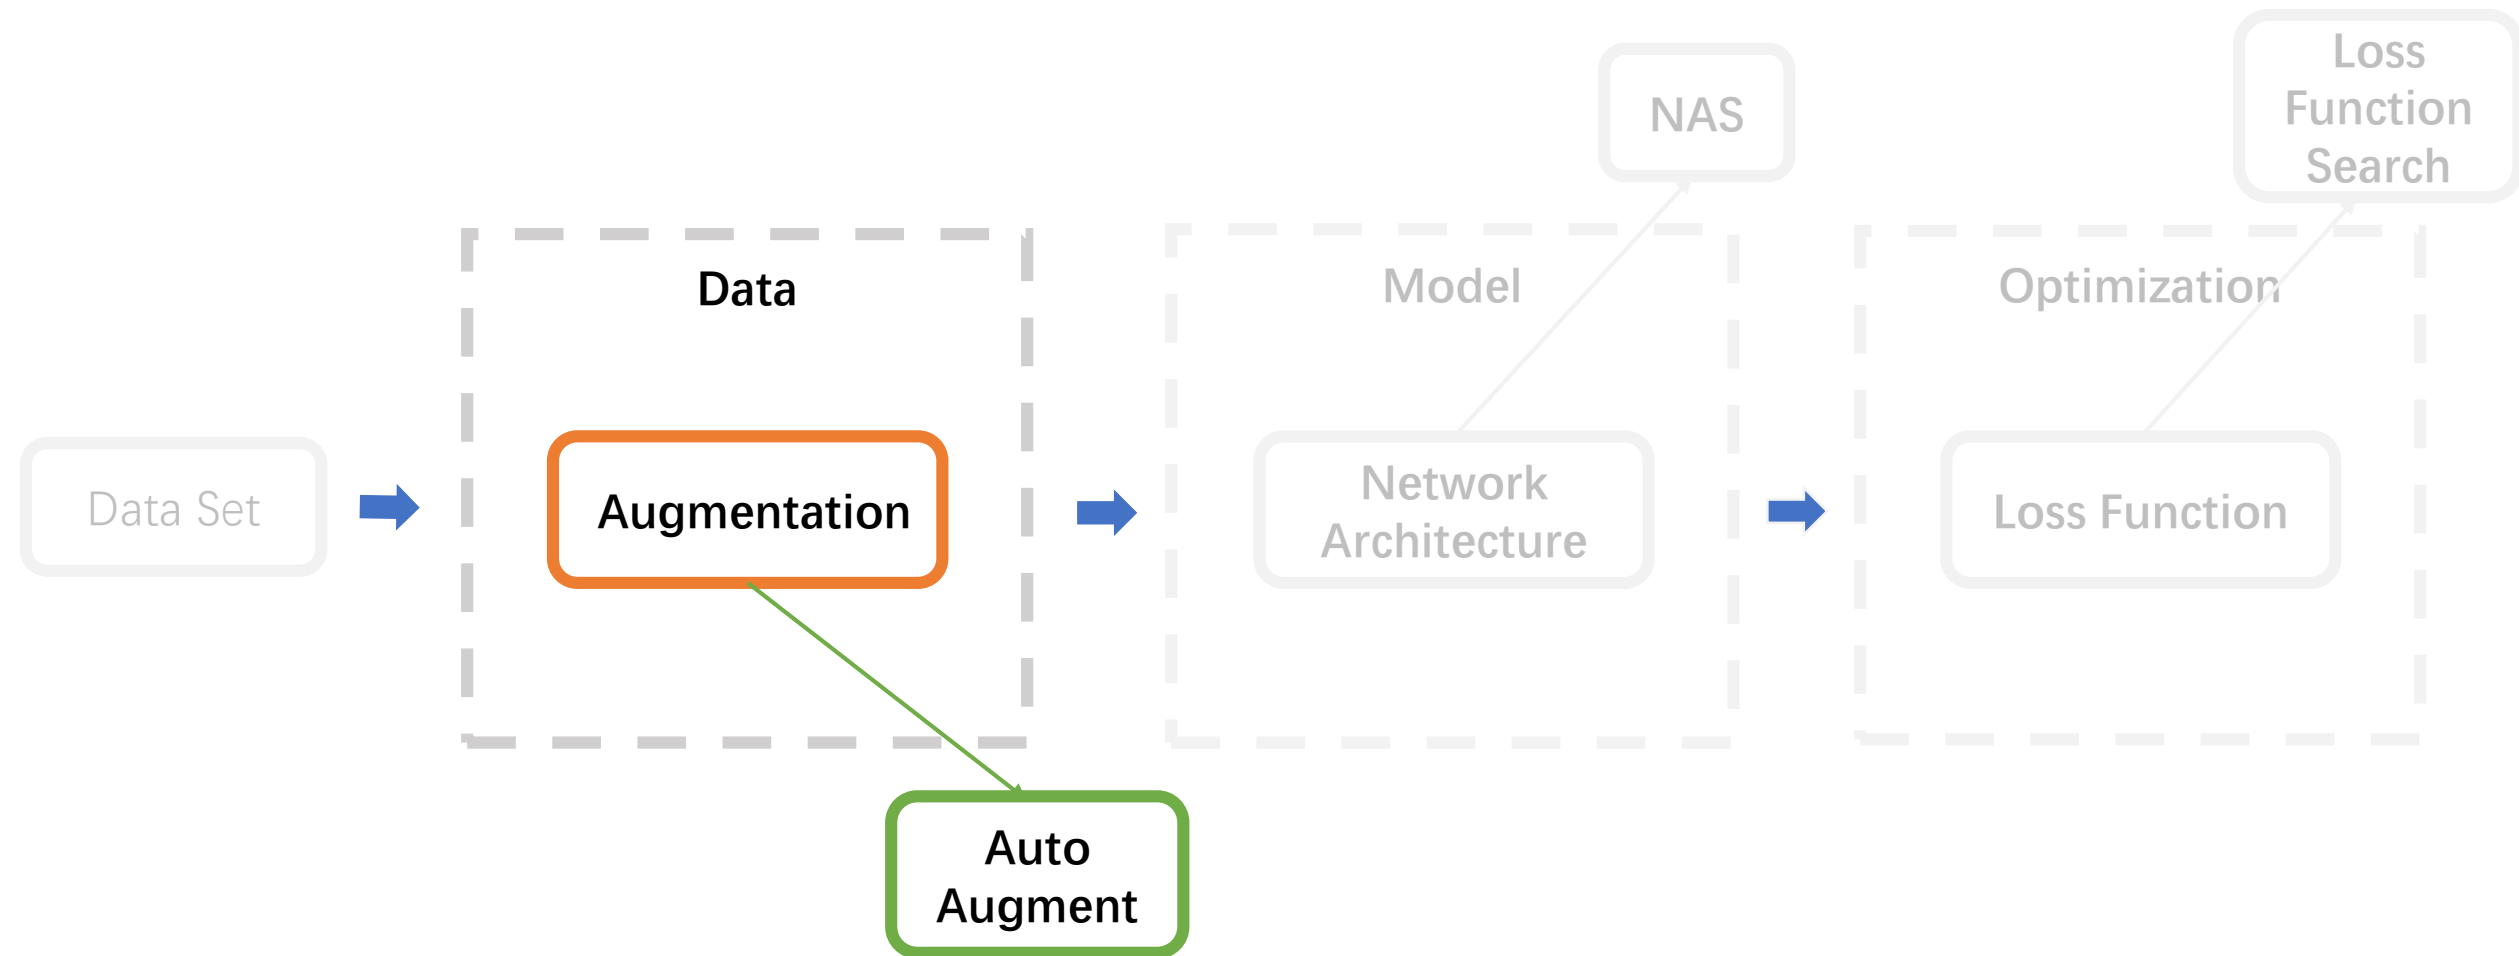 NAS
Loss
Function
Search
Data
Model
Optimization
Data Set
Augmentation
Network
Architecture
Loss Function
Auto
Augment